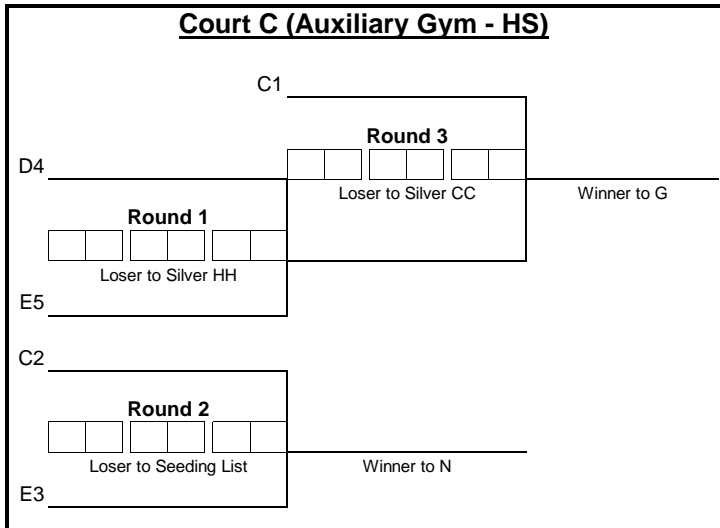 Court C (Auxiliary Gym - HS)
C1
Round 3
D4
Loser to Silver CC
Winner to G
Round 1
Loser to Silver HH
E5
C2
Round 2
Loser to Seeding List
Winner to N
E3